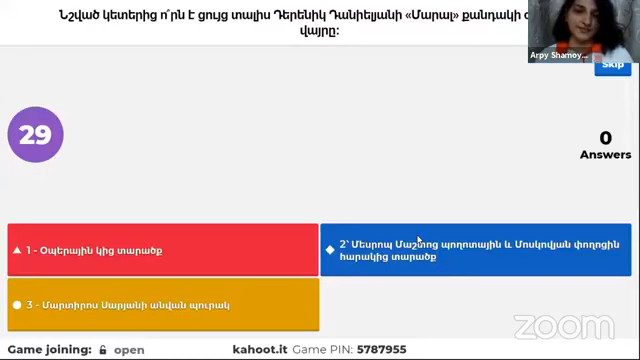 Նշված կետերից ո՞րն է ցույց տալիս Դերենիկ Դանիելյանի «Մարալ» քանդակի
վայրը:
Arpy Shamoy...
Skip
29
0
Answers
1 - Օպերային կից տարածք
2՝ Մեսրոպ Մաշտոց պողոտային և Մոսկովյան փողոցին
հարակից տարածք
3 - Մարտիրոս Սարյանի անվան պուրակ
zoom
Game joining: open kahoot.it Game PIN: 5787955